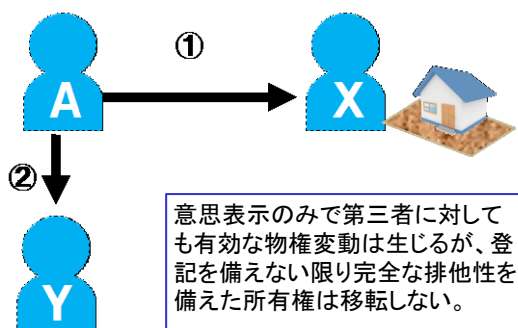 ①
A
X
②
Y
意思表示のみで第三者に対して
も有効な物権変動は生じるが、登
記を備えない限り完全な排他性を
備えた所有権は移転しない。